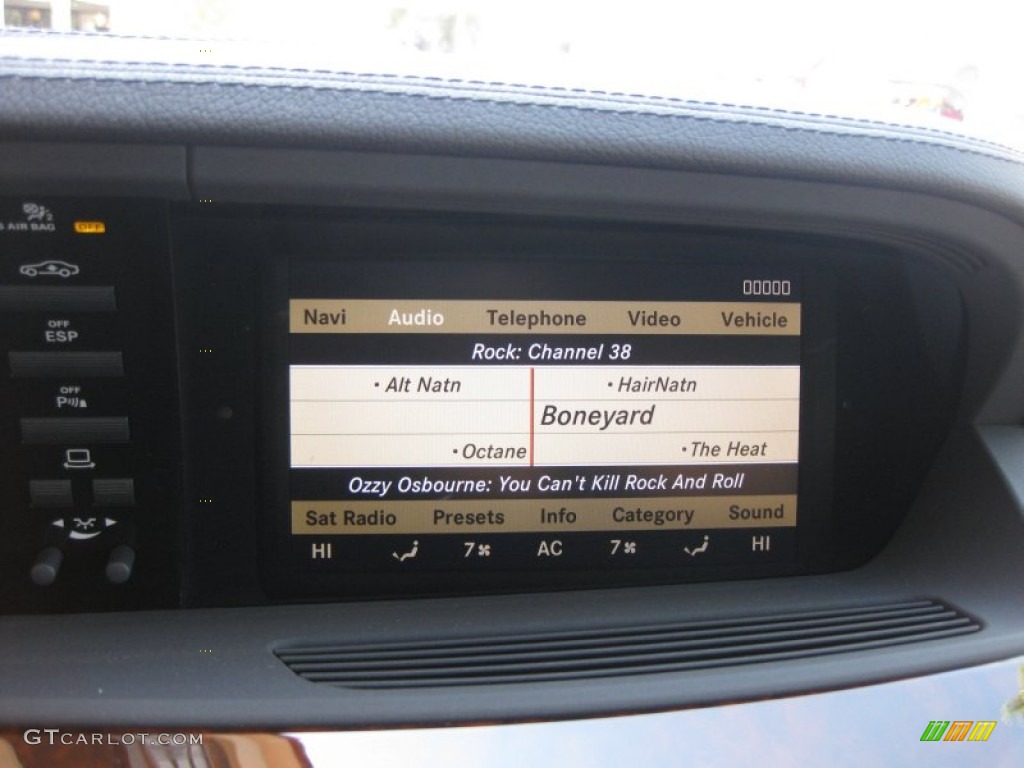 AIR BAG OFF
OFF
ESP
OFF
P
Navi Audio Telephone Video Vehicle
Rock: Channel 38
• Alt Natn • HairNatn
Boneyard
• Octane • The Heat
Ozzy Osbourne: You Can't Kill Rock And Roll
Sat Radio Presets Info Category Sound
HI 7 AC 7 HI
GTCARLOT.COM